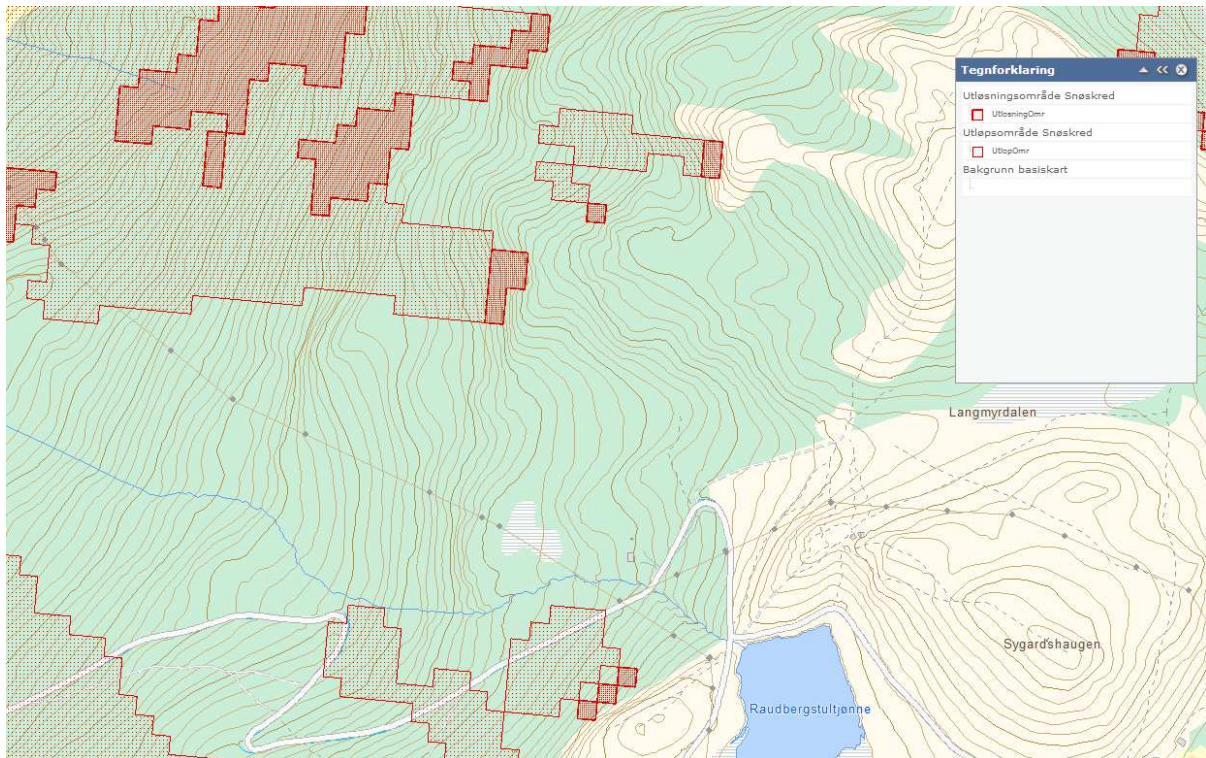 Tegnforklaring
Utløsningsområde Snøskred
UtlosningOmr
Utløpsområde Snøskred
UtlopOmr
Bakgrunn basiskart
Langmyrdalen
Sygardshaugen
Raudbergstultjønne